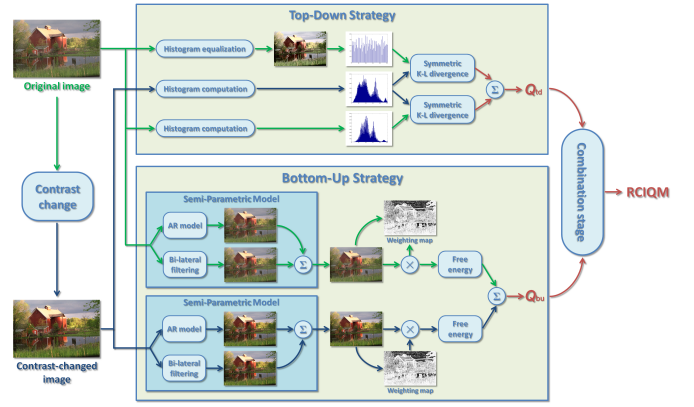 Top-Down Strategy
Original image
Histogram equalization
Histogram computation
Histogram computation
Symmetric
K-L divergence
Symmetric
K-L divergence
Σ
Qtd
Contrast
change
Contrast-changed
image
Bottom-Up Strategy
Semi-Parametric Model
AR model
Bi-lateral
filtering
Σ
Weighting map
×
Free
energy
Semi-Parametric Model
AR model
Bi-lateral
filtering
Σ
×
Free
energy
Weighting map
Σ
Qbu
Combination stage
RCIQM